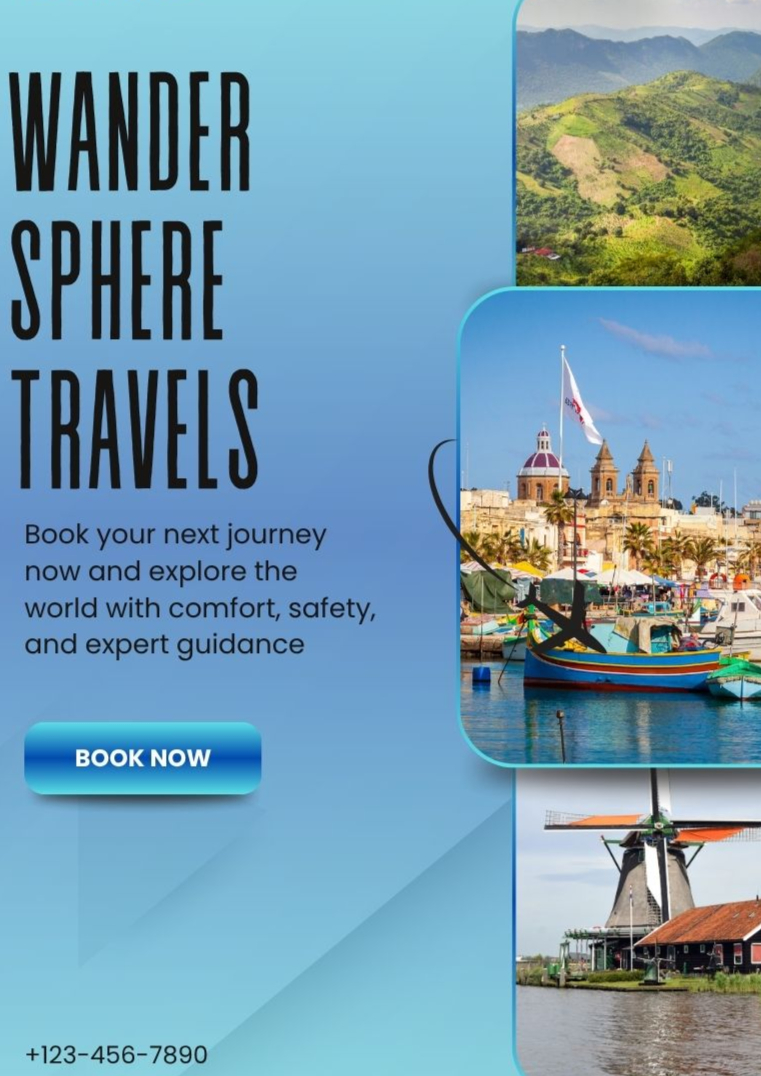 WANDER
SPHERE
TRAVELS
Book your next journey
now and explore the
world with comfort, safety,
and expert guidance
BOOK NOW
+123-456-7890